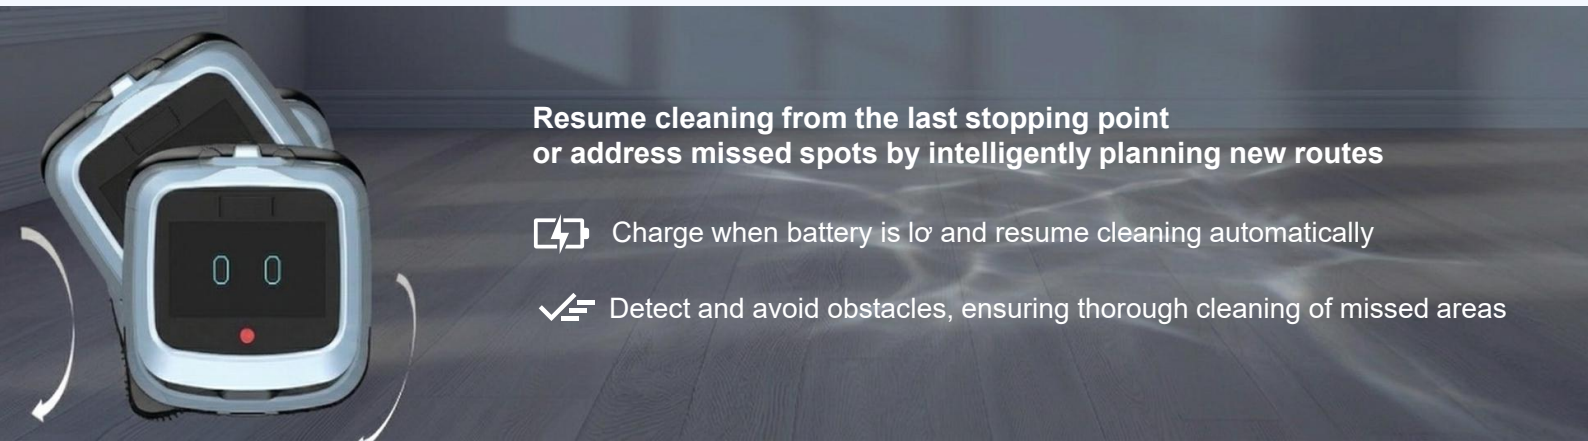 Resume cleaning from the last stopping point
or address missed spots by intelligently planning new routes
Charge when battery is lơ and resume cleaning automatically
Detect and avoid obstacles, ensuring thorough cleaning of missed areas